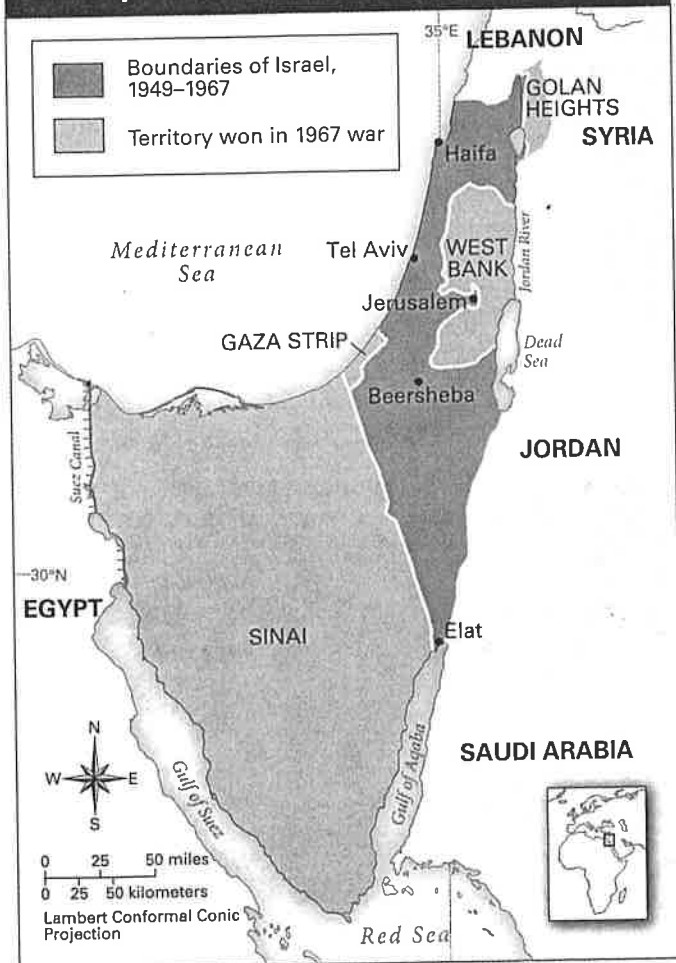 35°E
LEBANON
Boundaries of Israel,
1949–1967
Territory won in 1967 war
GOLAN
HEIGHTS
SYRIA
Haifa
Mediterranean
Sea
Tel Aviv
WEST
BANK
Jordan River
Jerusalem
GAZA STRIP
Dead
Sea
Beersheba
Suez Canal
JORDAN
30°N
EGYPT
SINAI
Elat
N
W
E
S
Gulf of Suez
Gulf of Aqaba
SAUDI ARABIA
0 25 50 miles
0 25 50 kilometers
Lambert Conformal Conic
Projection
Red Sea